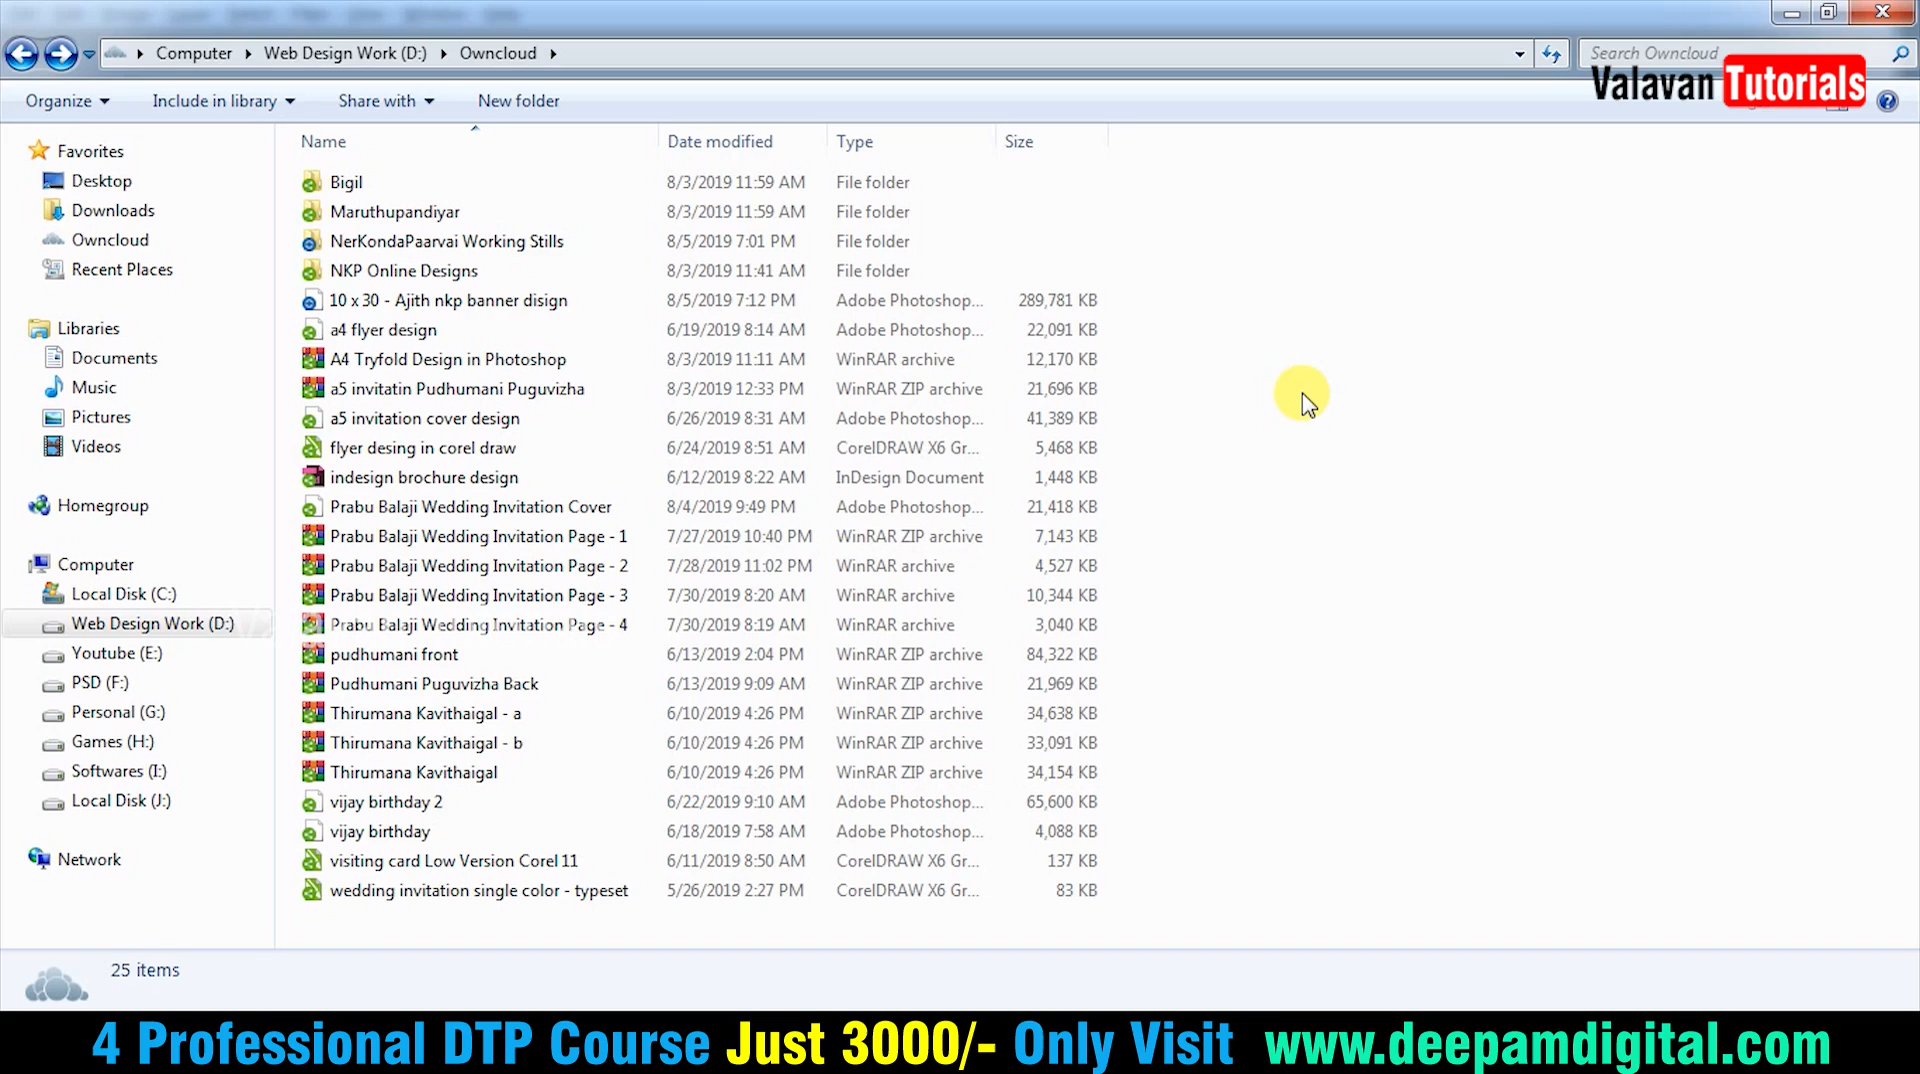 Computer Web Design Work (D:) Owncloud
Search Owncloud
Valavan Tutorials
Organize Include in library Share with New folder
Name Date modified Type Size
Favorites
Desktop
Downloads
Owncloud
Recent Places
Libraries
Documents
Music
Pictures
Videos
Homegroup
Computer
Local Disk (C:)
Web Design Work (D:)
Youtube (E:)
PSD (F:)
Personal (G:)
Games (H:)
Softwares (I:)
Local Disk (J:)
Network
Bigil 8/3/2019 11:59 AM File folder
Maruthupandiyar 8/3/2019 11:59 AM File folder
NerKondaPaarvai Working Stills 8/5/2019 7:01 PM File folder
NKP Online Designs 8/3/2019 11:41 AM File folder
10 x 30 - Ajith nkp banner disign 8/5/2019 7:12 PM Adobe Photoshop... 289,781 KB
a4 flyer design 6/19/2019 8:14 AM Adobe Photoshop... 22,091 KB
A4 Tryfold Design in Photoshop 8/3/2019 11:11 AM WinRAR archive 12,170 KB
a5 invitatin Pudhumani Puguvizha 8/3/2019 12:33 PM WinRAR ZIP archive 21,696 KB
a5 invitation cover design 6/26/2019 8:31 AM Adobe Photoshop... 41,389 KB
flyer desing in corel draw 6/24/2019 8:51 AM CorelDRAW X6 Gr... 5,468 KB
indesign brochure design 6/12/2019 8:22 AM InDesign Document 1,448 KB
Prabu Balaji Wedding Invitation Cover 8/4/2019 9:49 PM Adobe Photoshop... 21,418 KB
Prabu Balaji Wedding Invitation Page - 1 7/27/2019 10:40 PM WinRAR ZIP archive 7,143 KB
Prabu Balaji Wedding Invitation Page - 2 7/28/2019 11:02 PM WinRAR archive 4,527 KB
Prabu Balaji Wedding Invitation Page - 3 7/30/2019 8:20 AM WinRAR archive 10,344 KB
Prabu Balaji Wedding Invitation Page - 4 7/30/2019 8:19 AM WinRAR archive 3,040 KB
pudhumani front 6/13/2019 2:04 PM WinRAR ZIP archive 84,322 KB
Pudhumani Puguvizha Back 6/13/2019 9:09 AM WinRAR ZIP archive 21,969 KB
Thirumana Kavithaigal - a 6/10/2019 4:26 PM WinRAR ZIP archive 34,638 KB
Thirumana Kavithaigal - b 6/10/2019 4:26 PM WinRAR ZIP archive 33,091 KB
Thirumana Kavithaigal 6/10/2019 4:26 PM WinRAR ZIP archive 34,154 KB
vijay birthday 2 6/22/2019 9:10 AM Adobe Photoshop... 65,600 KB
vijay birthday 6/18/2019 7:58 AM Adobe Photoshop... 4,088 KB
visiting card Low Version Corel 11 6/11/2019 8:50 AM CorelDRAW X6 Gr... 137 KB
wedding invitation single color - typeset 5/26/2019 2:27 PM CorelDRAW X6 Gr... 83 KB
25 items
4 Professional DTP Course Just 3000/- Only Visit www.deepamdigital.com